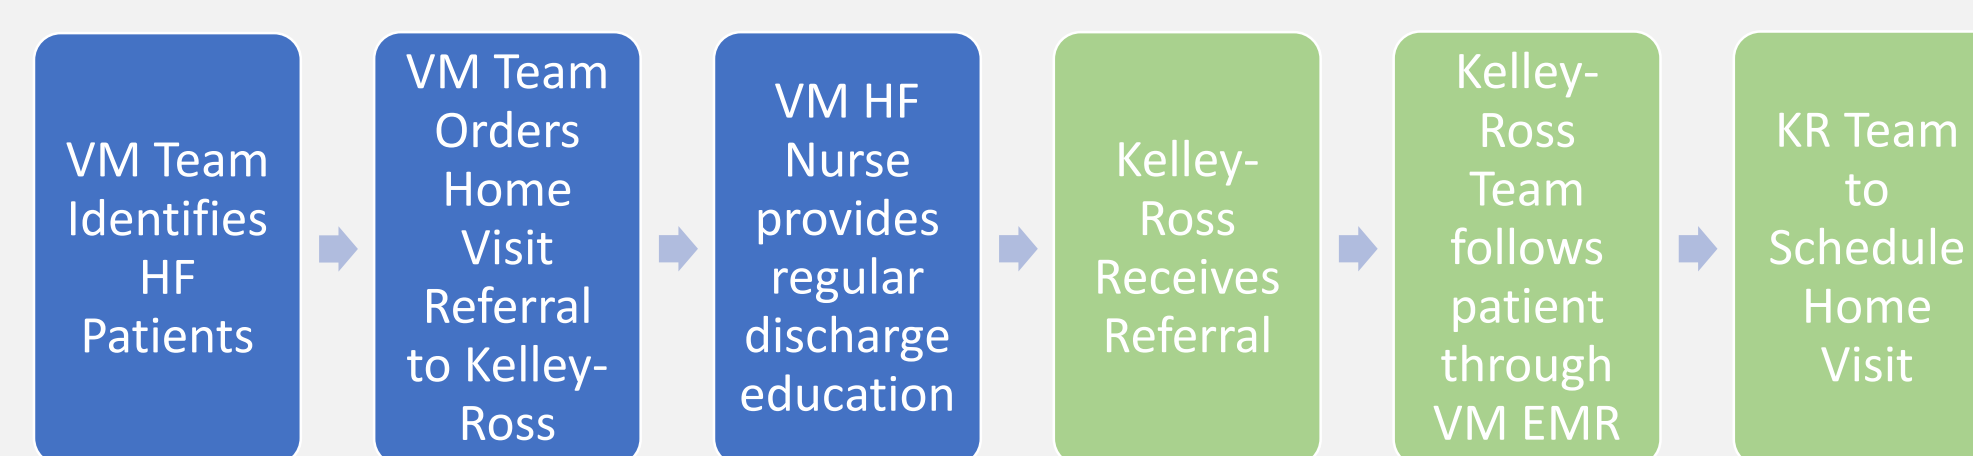 VM Team
Identifies
HF
Patients
VM Team
Orders
Home
Visit
Referral
to Kelley-
Ross
VM HF
Nurse
provides
regular
discharge
education
Kelley-
Ross
Receives
Referral
Kelley-
Ross
Team
follows
patient
through
VM EMR
KR Team
to
Schedule
Home
Visit